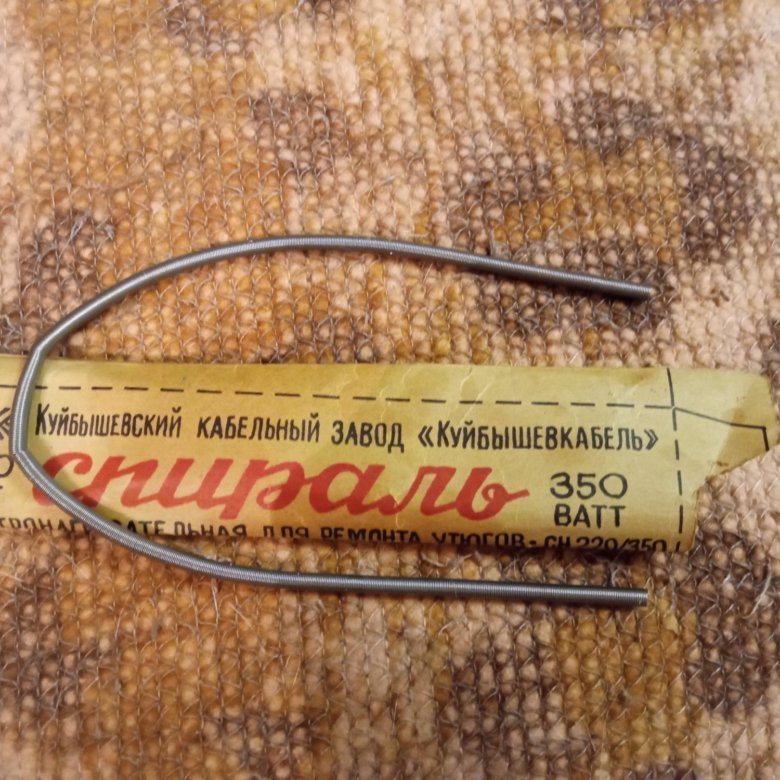 КУЙБЫШЕВСКИЙ КАБЕЛЬНЫЙ ЗАВОД «КУЙБЫШЕВКАБЕЛЬ»
спираль
350
ВАТТ
ДЛЯ РЕМОНТА УТЮГОВ - СН 220/350